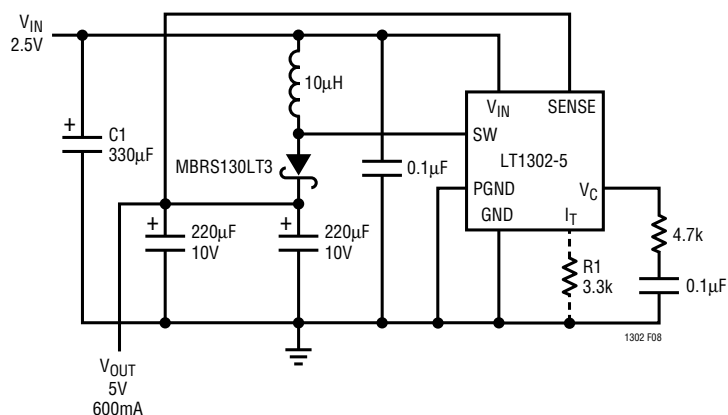 VIN
2.5V
+
C1
330μF
10μH
MBRS130LT3
+
220μF
10V
+
220μF
10V
0.1μF
VIN
SENSE
SW
LT1302-5
PGND
VC
GND
IT
4.7k
R1
3.3k
0.1μF
1302 F08
VOUT
5V
600mA